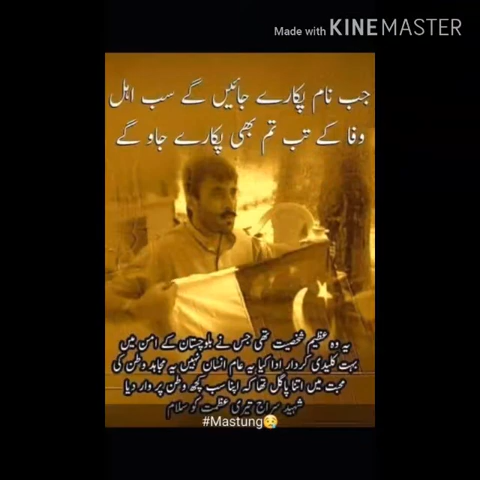 Made with KINEMASTER
جب نام پکارے جائیں گے سب اہل
وفا کے تب تم بھی پکارے جاو گے
یہ وہ عظیم شخصیت تھی جس نے بلوچستان کے امن میں
بہت کلیدی کردار ادا کیا یہ عام انسان نہیں یہ مجاہد وطن کی
محبت میں اتنا پاگل تھا کہ اپنا سب کچھ وطن پر وار دیا
شہید سراج تیری عظمت کو سلام
#Mastung😢